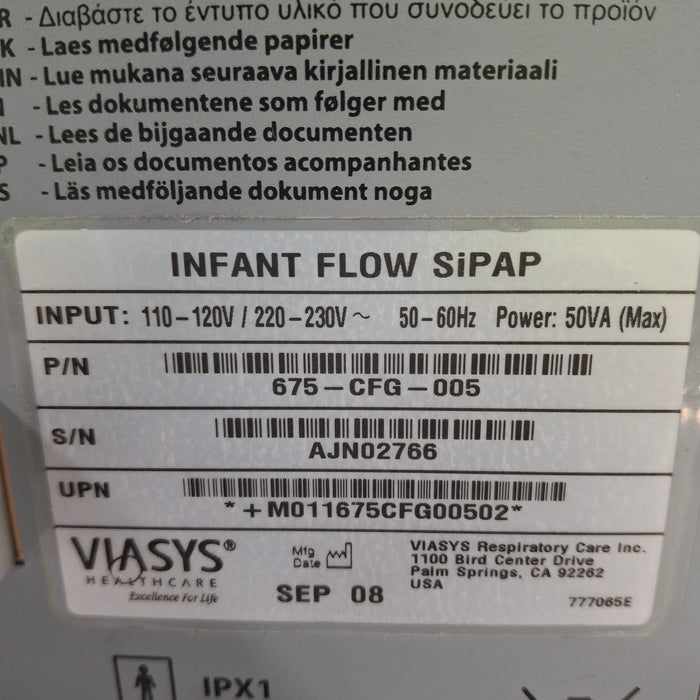 R - Διαβάστε το έντυπο υλικό που συνοδεύει το προϊόν
K - Laes medfølgende papirer
IN - Lue mukana seuraava kirjallinen materiaali
- Les dokumentene som følger med
NL - Lees de bijgaande documenten
P - Leia os documentos acompanhantes
S - Läs medföljande dokument noga
INFANT FLOW SiPAP
INPUT: 110-120V / 220-230V ~ 50-60Hz Power: 50VA (Max)
P/N
675-CFG-005
S/N
AJN02766
UPN
*+M011675CFG00502*
VIASYS®
HEALTHCARE
Excellence For Life
Mfg
Date
SEP 08
VIASYS Respiratory Care Inc.
1100 Bird Center Drive
Palm Springs, CA 92262
USA
777065E
IPX1